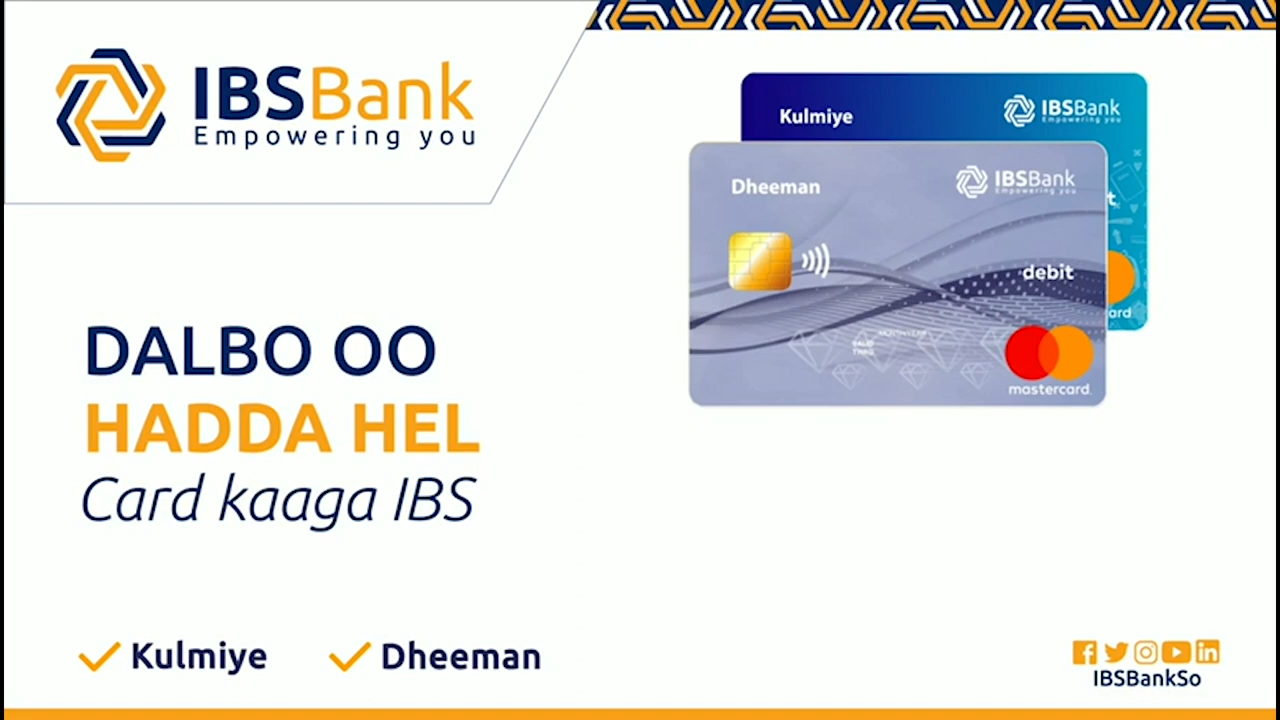 IBSBank
Empowering you
Kulmiye
IBSBank
Empowering you
Dheeman
IBSBank
Empowering you
debit
mastercard.
DALBO OO
HADDA HEL
Card kaaga IBS
Kulmiye
Dheeman
IBSBankSo